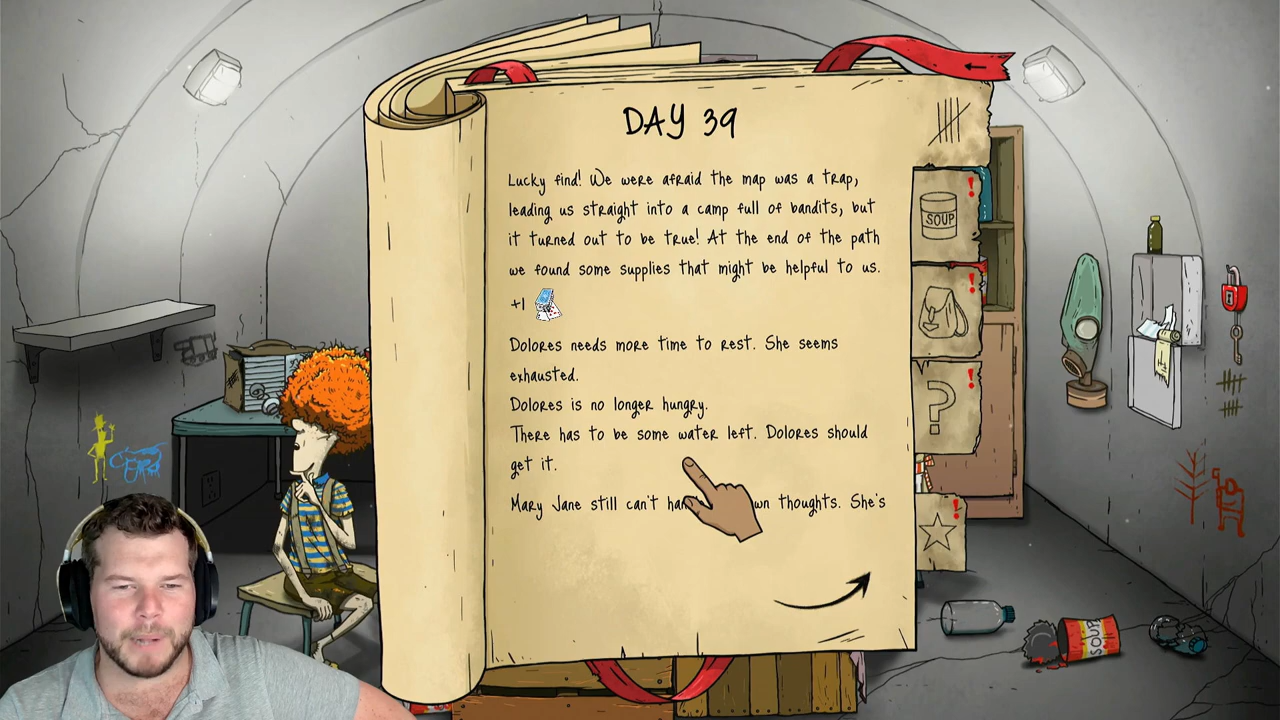 DAY 39
Lucky find! We were afraid the map was a trap,
leading us straight into a camp full of bandits, but
it turned out to be true! At the end of the path
we found some supplies that might be helpful to us.
+1
Dolores needs more time to rest. She seems
exhausted.
Dolores is no longer hungry.
There has to be some water left. Dolores should
get it.
Mary Jane still can't thoughts. She's
SOUP
!
!
?
!
!
SOUP